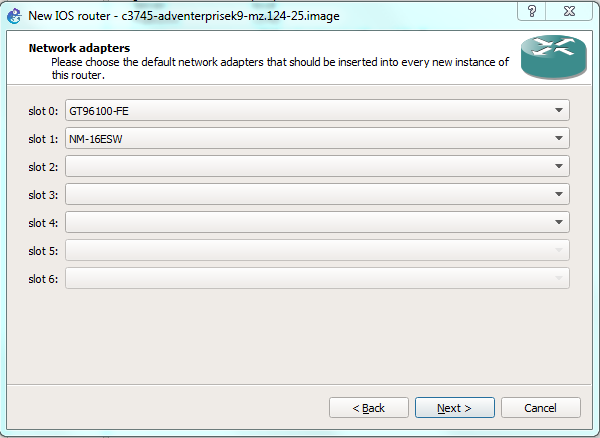 New IOS router - c3745-adventerprisek9-mz.124-25.image
?
Network adapters
Please choose the default network adapters that should be inserted into every new instance of
this router.
slot 0: GT96100-FE
slot 1: NM-16ESW
slot 2:
slot 3:
slot 4:
slot 5:
slot 6:
< Back Next > Cancel